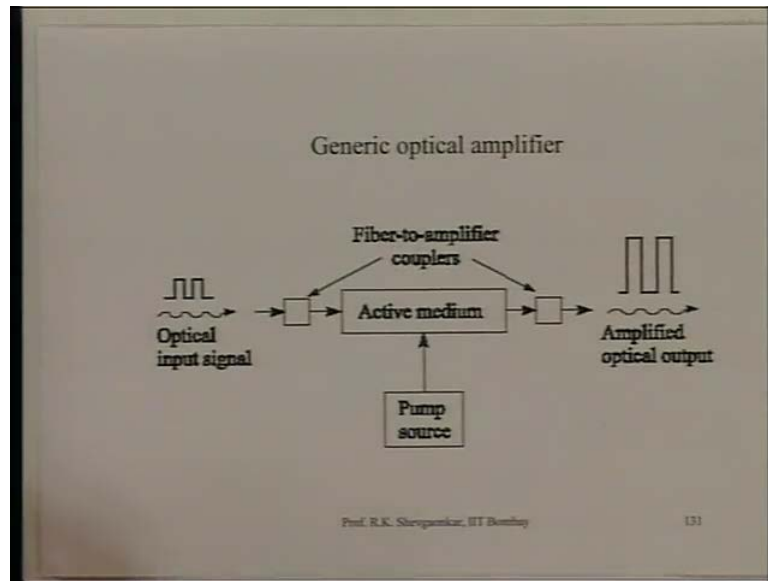 Generic optical amplifier
Fiber-to-amplifier
couplers
Optical
input signal
Active medium
Amplified
optical output
Pump
source
Prof. R.K. Shevgaonkar, IIT Bombay
131